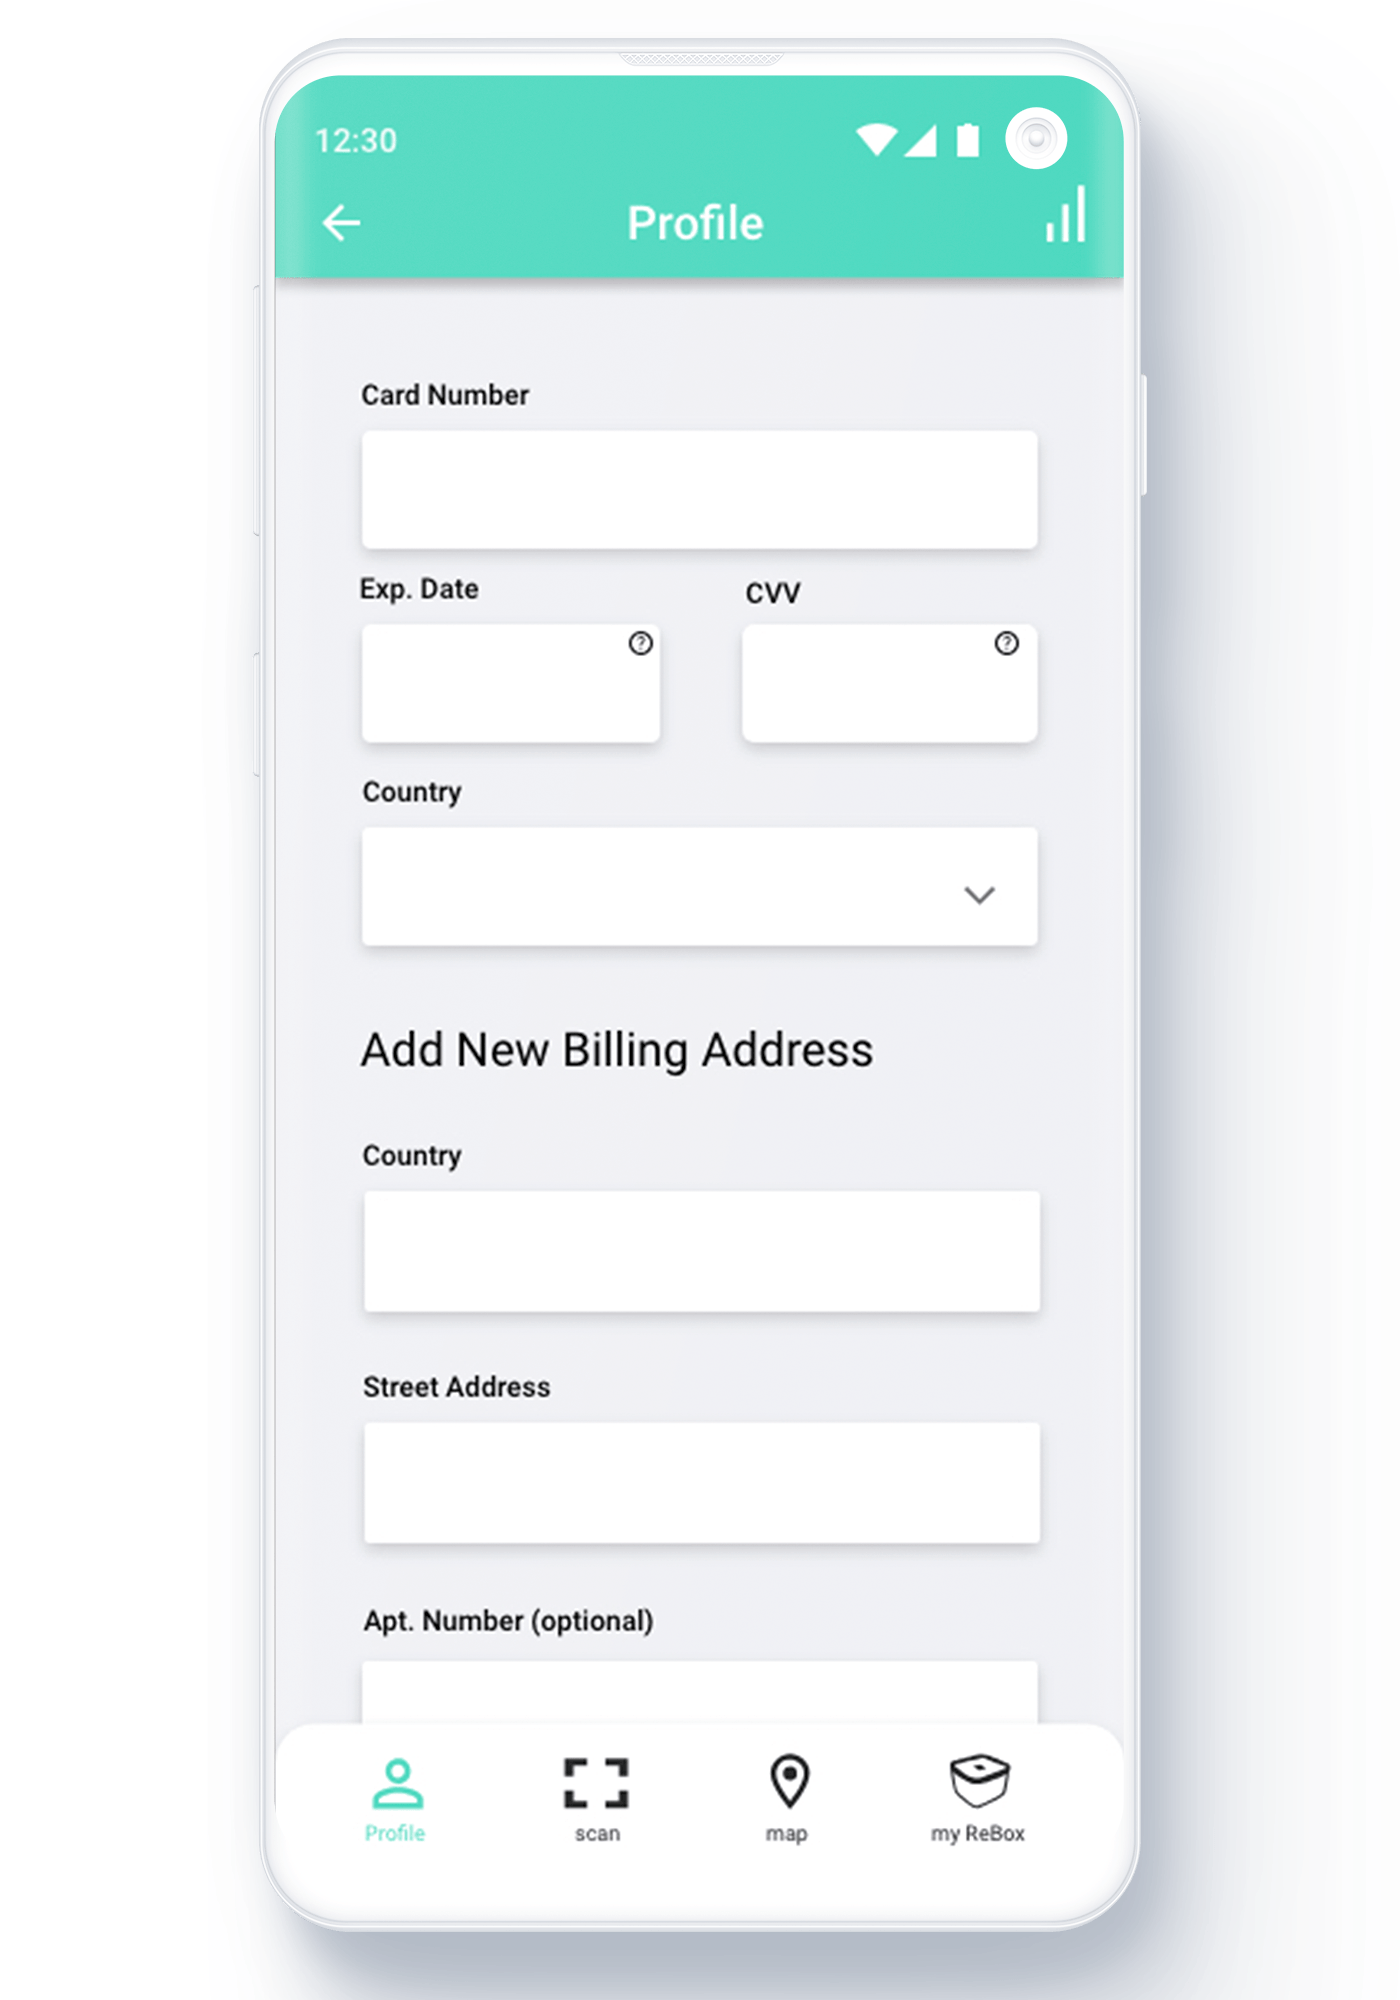 12:30
Profile
Card Number
Exp. Date
CVV
?
?
Country
Add New Billing Address
Country
Street Address
Apt. Number (optional)
Profile
scan
map
my ReBox